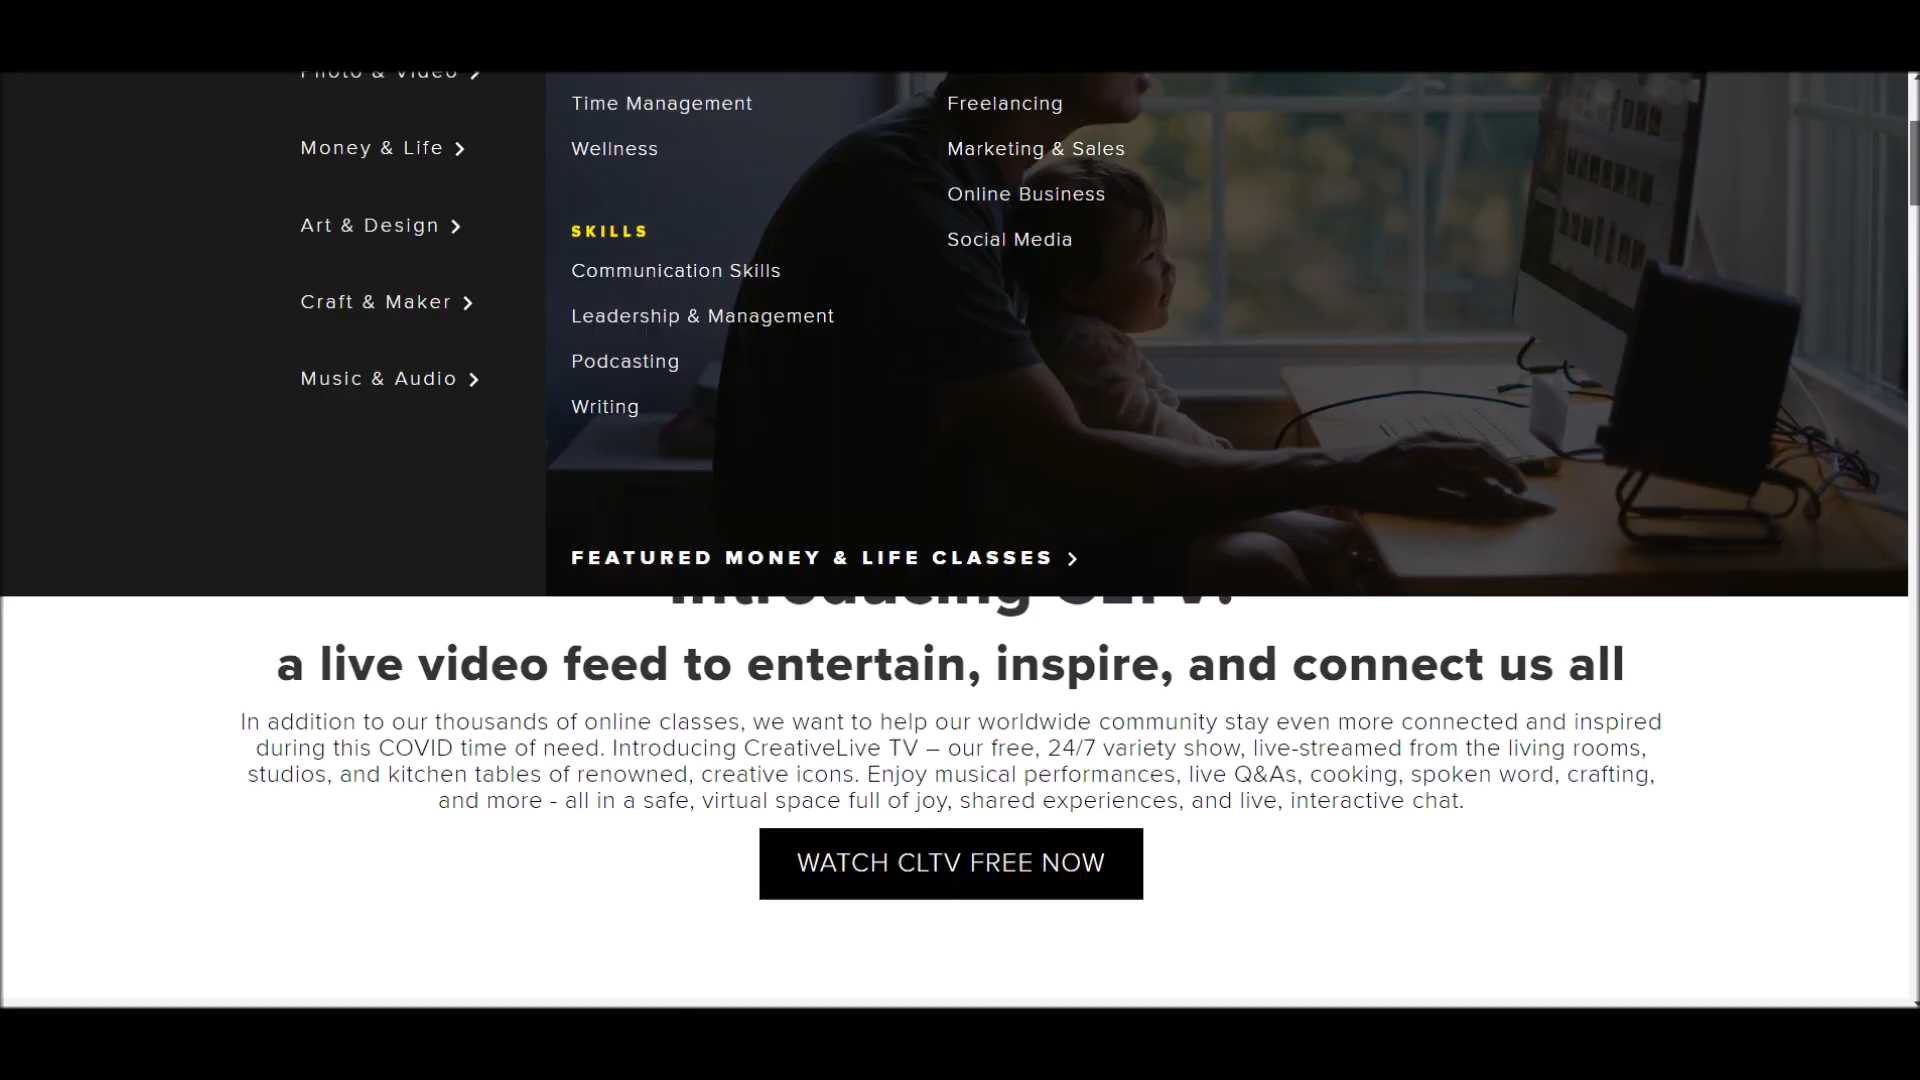 Photo & Video
Money & Life
Art & Design
Craft & Maker
Music & Audio
Time Management
Wellness
SKILLS
Communication Skills
Leadership & Management
Podcasting
Writing
Freelancing
Marketing & Sales
Online Business
Social Media
FEATURED MONEY & LIFE CLASSES
Introducing CLTV:
a live video feed to entertain, inspire, and connect us all
In addition to our thousands of online classes, we want to help our worldwide community stay even more connected and inspired
during this COVID time of need. Introducing CreativeLive TV – our free, 24/7 variety show, live-streamed from the living rooms,
studios, and kitchen tables of renowned, creative icons. Enjoy musical performances, live Q&As, cooking, spoken word, crafting,
and more - all in a safe, virtual space full of joy, shared experiences, and live, interactive chat.
WATCH CLTV FREE NOW